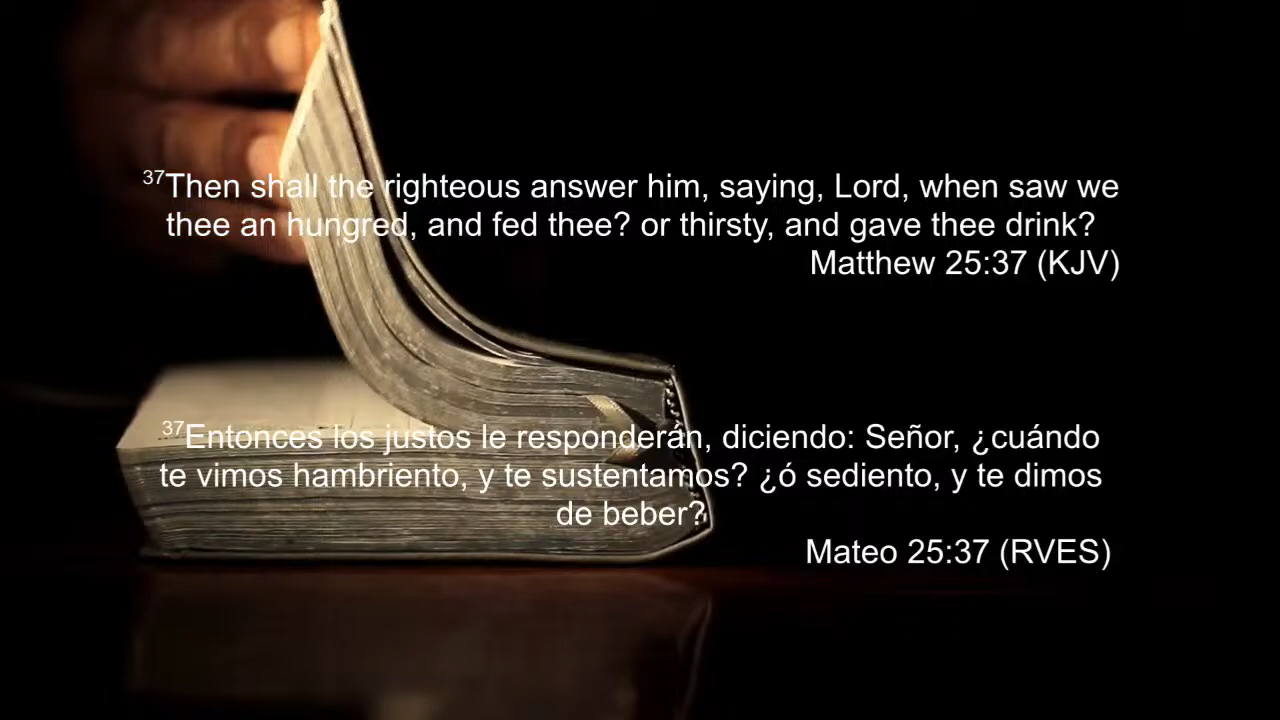 37Then shall the righteous answer him, saying, Lord, when saw we
thee an hungred, and fed thee? or thirsty, and gave thee drink?
Matthew 25:37 (KJV)
37Entonces los justos le responderán, diciendo: Señor, ¿cuándo
te vimos hambriento, y te sustentamos? ¿ó sediento, y te dimos
de beber?
Mateo 25:37 (RVES)